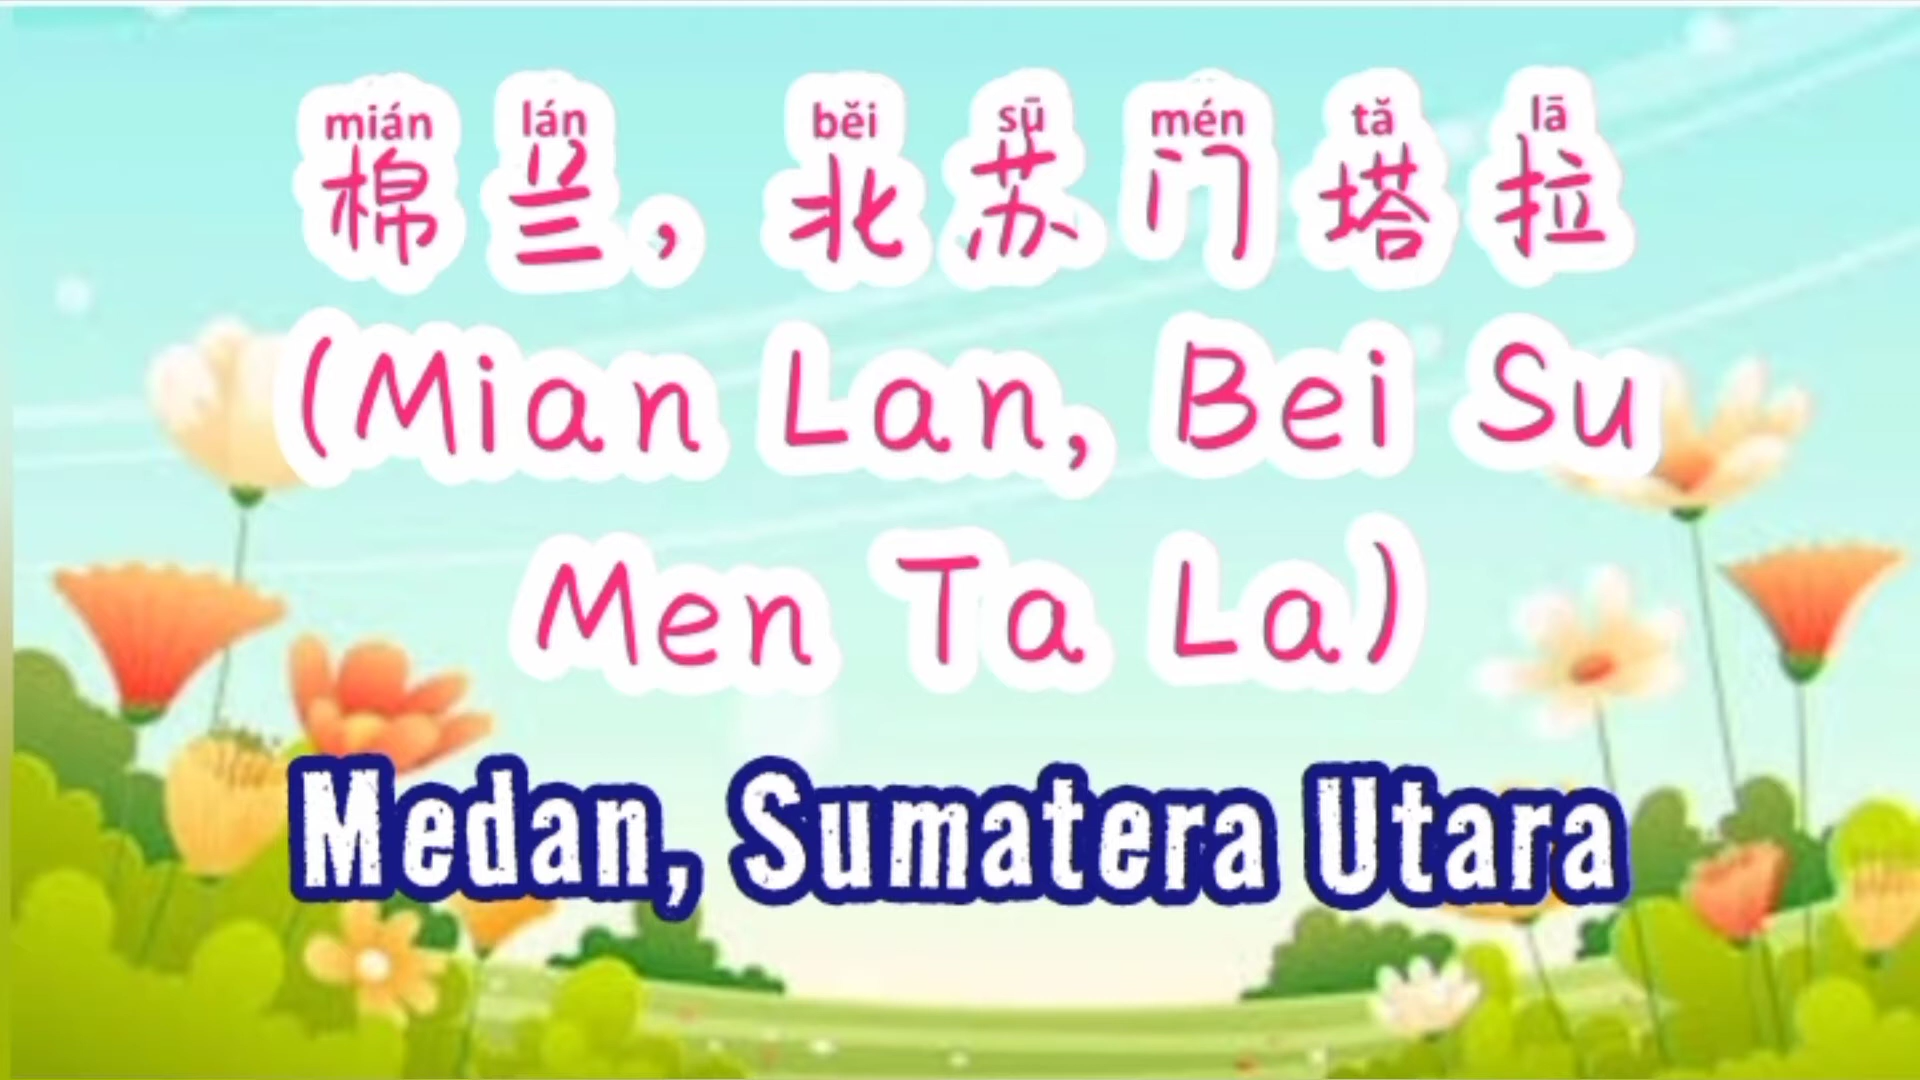 mián lán běi sū mén tǎ lā
棉兰，北苏门塔拉
(Mian Lan, Bei Su
Men Ta La)
Medan, Sumatera Utara